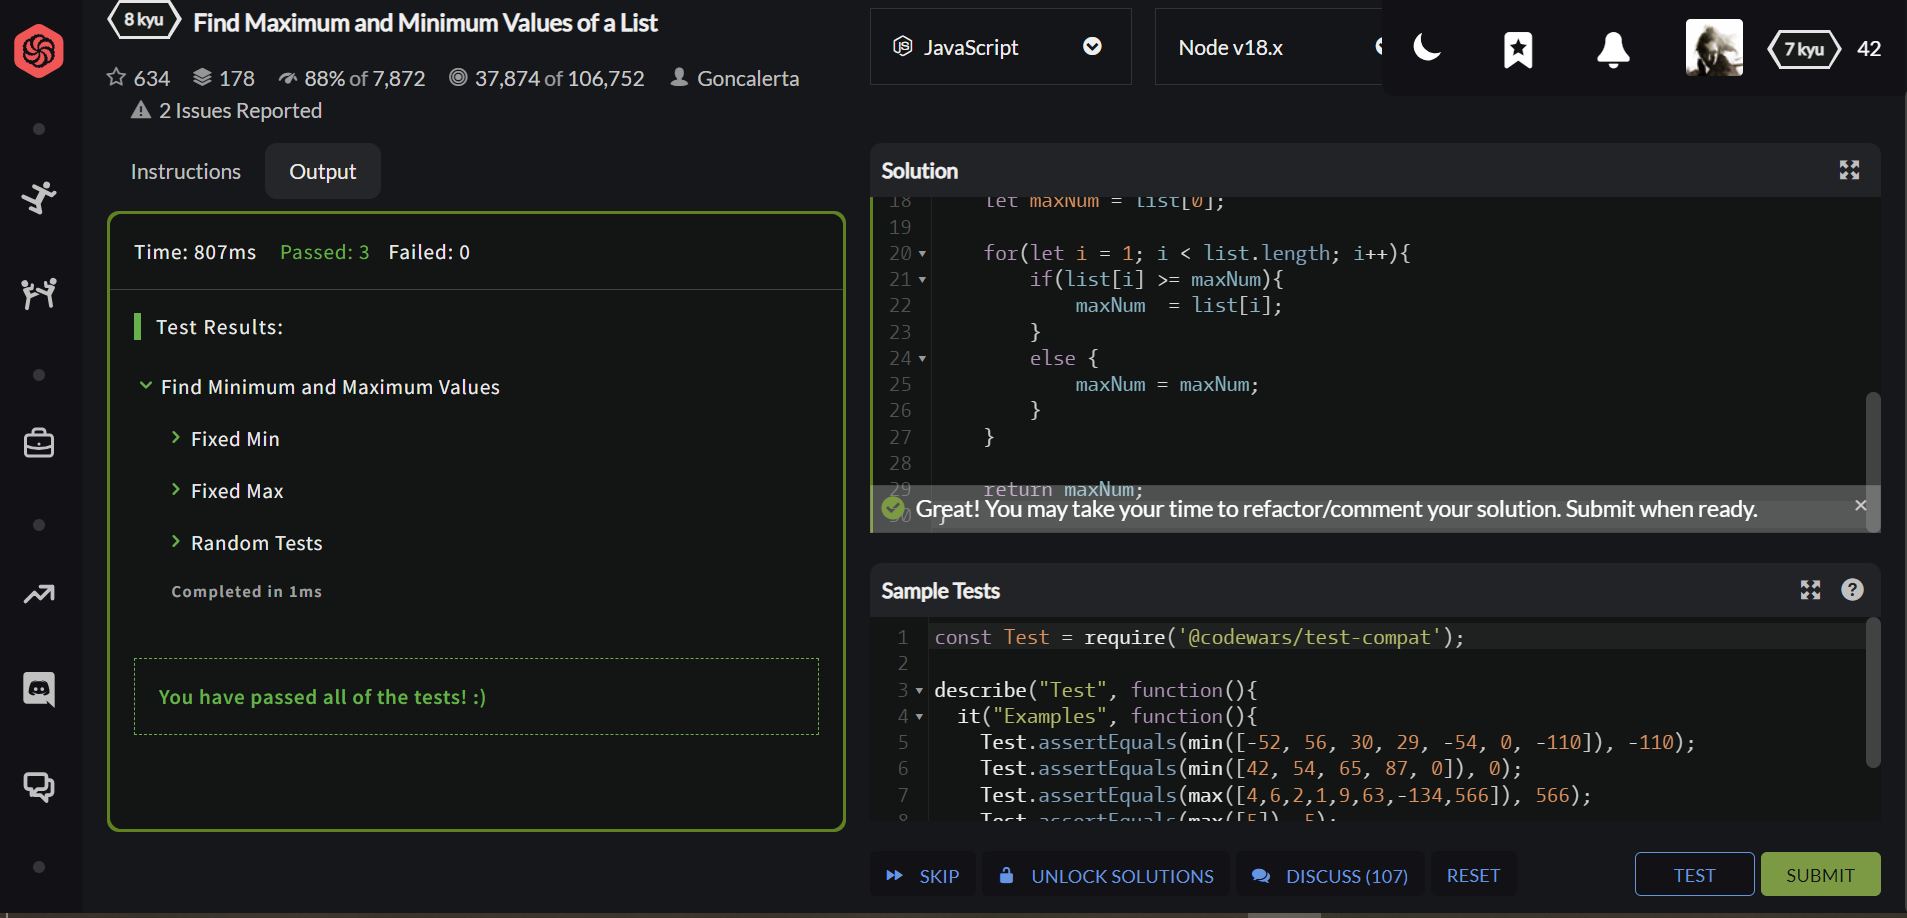 8 kyu Find Maximum and Minimum Values of a List
634 178 88% of 7,872 37,874 of 106,752 Goncalerta
2 Issues Reported
JavaScript
Node v18.x
7 kyu 42
Instructions Output
Time: 807ms Passed: 3 Failed: 0
Test Results:
Find Minimum and Maximum Values
Fixed Min
Fixed Max
Random Tests
Completed in 1ms
You have passed all of the tests! :)
Solution
18 let maxNum = list[0];
19
20 for(let i = 1; i < list.length; i++){
21 if(list[i] >= maxNum){
22 maxNum  = list[i];
23 }
24 else {
25 maxNum = maxNum;
26 }
27 }
28
29 return maxNum;
30 }
Great! You may take your time to refactor/comment your solution. Submit when ready.
Sample Tests
1 const Test = require('@codewars/test-compat');
2
3 describe("Test", function(){
4 it("Examples", function(){
5 Test.assertEquals(min([-52, 56, 30, 29, -54, 0, -110]), -110);
6 Test.assertEquals(min([42, 54, 65, 87, 0]), 0);
7 Test.assertEquals(max([4,6,2,1,9,63,-134,566]), 566);
8 Test.assertEquals(max([5]), 5);
SKIP UNLOCK SOLUTIONS DISCUSS (107) RESET TEST SUBMIT